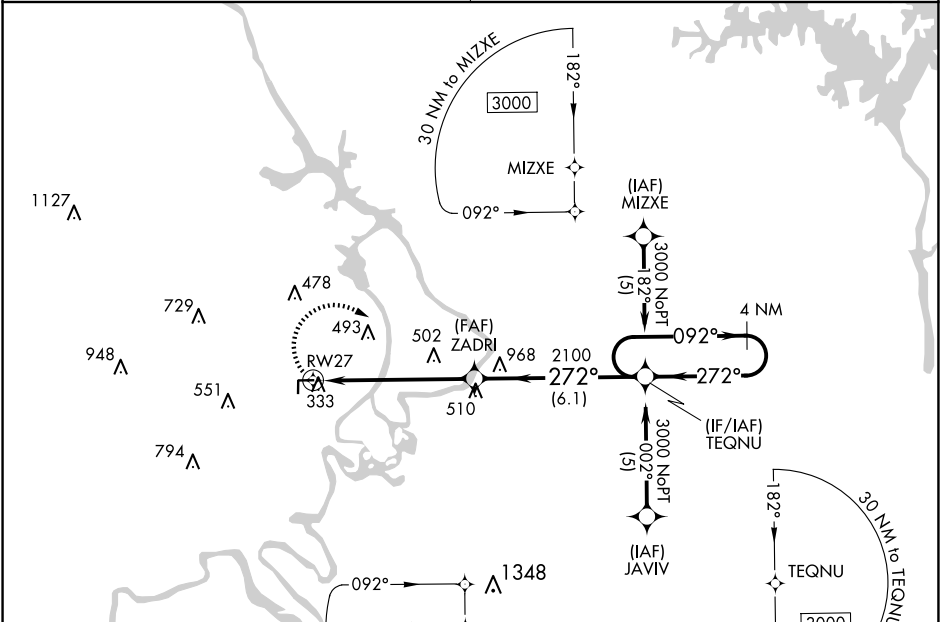 30 NM to MIZXE
182°
3000
MIZXE
092°
1127
(IAF)
MIZXE
3000 NoPT
182°
(5)
478
729
493
4 NM
092°
948
502
(FAF)
ZADRI
968
2100
RW27
272°
272°
551
333
510
(6.1)
(IF/IAF)
TEQNU
794
3000 NoPT
002°
(5)
182°
30 NM to TEQNU
(IAF)
JAVIV
092°
1348
TEQNU
3000